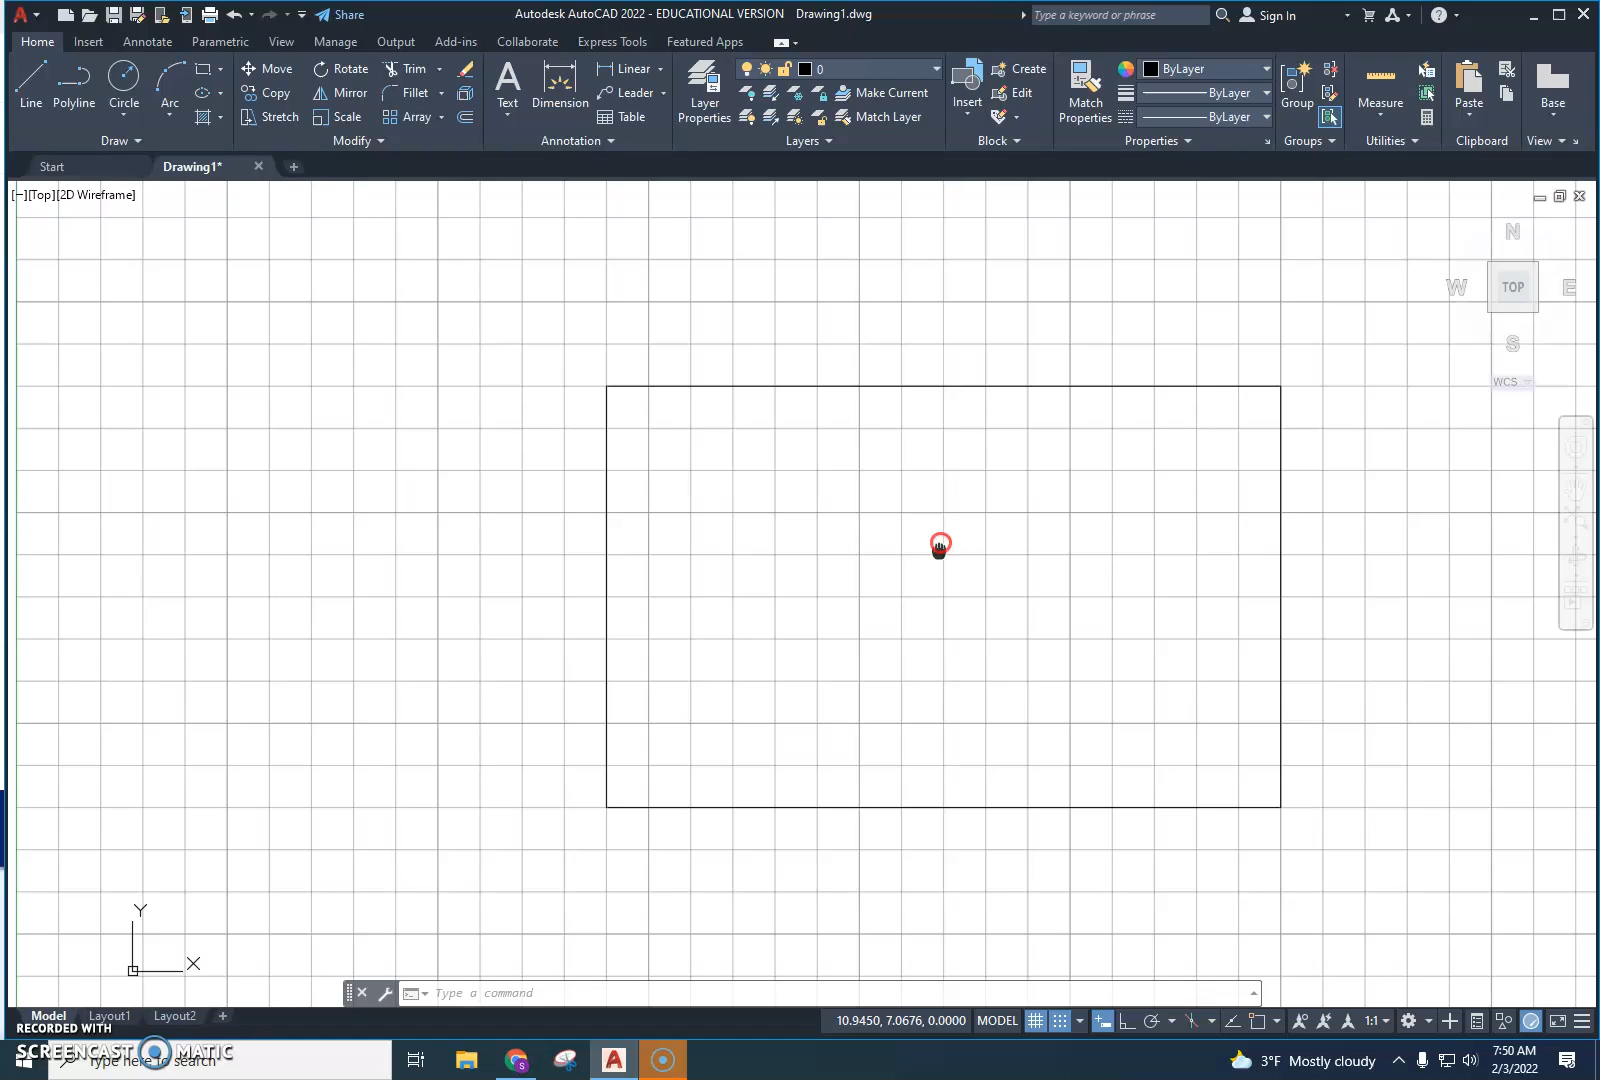 A Share Autodesk AutoCAD 2022 - EDUCATIONAL VERSION Drawing1.dwg Type a keyword or phrase Sign In ?
Home Insert Annotate Parametric View Manage Output Add-ins Collaborate Express Tools Featured Apps
Line Polyline Circle Arc
Move Rotate Trim
Copy Mirror Fillet
Stretch Scale Array
A Text Dimension
Linear
Leader
Table
Layer Properties
0
Make Current
Match Layer
Insert
Create
Edit
Match Properties
ByLayer
ByLayer
ByLayer
Group
Measure
Paste
Base
Draw Modify Annotation Layers Block Properties Groups Utilities Clipboard View
Start Drawing1* +
[−][Top][2D Wireframe]
N
W TOP E
S
WCS
Y
X
Type a command
Model Layout1 Layout2 +
10.9450, 7.0676, 0.0000 MODEL 1:1
RECORDED WITH
SCREENCAST MATIC
Type here to search
3°F Mostly cloudy
7:50 AM
2/3/2022